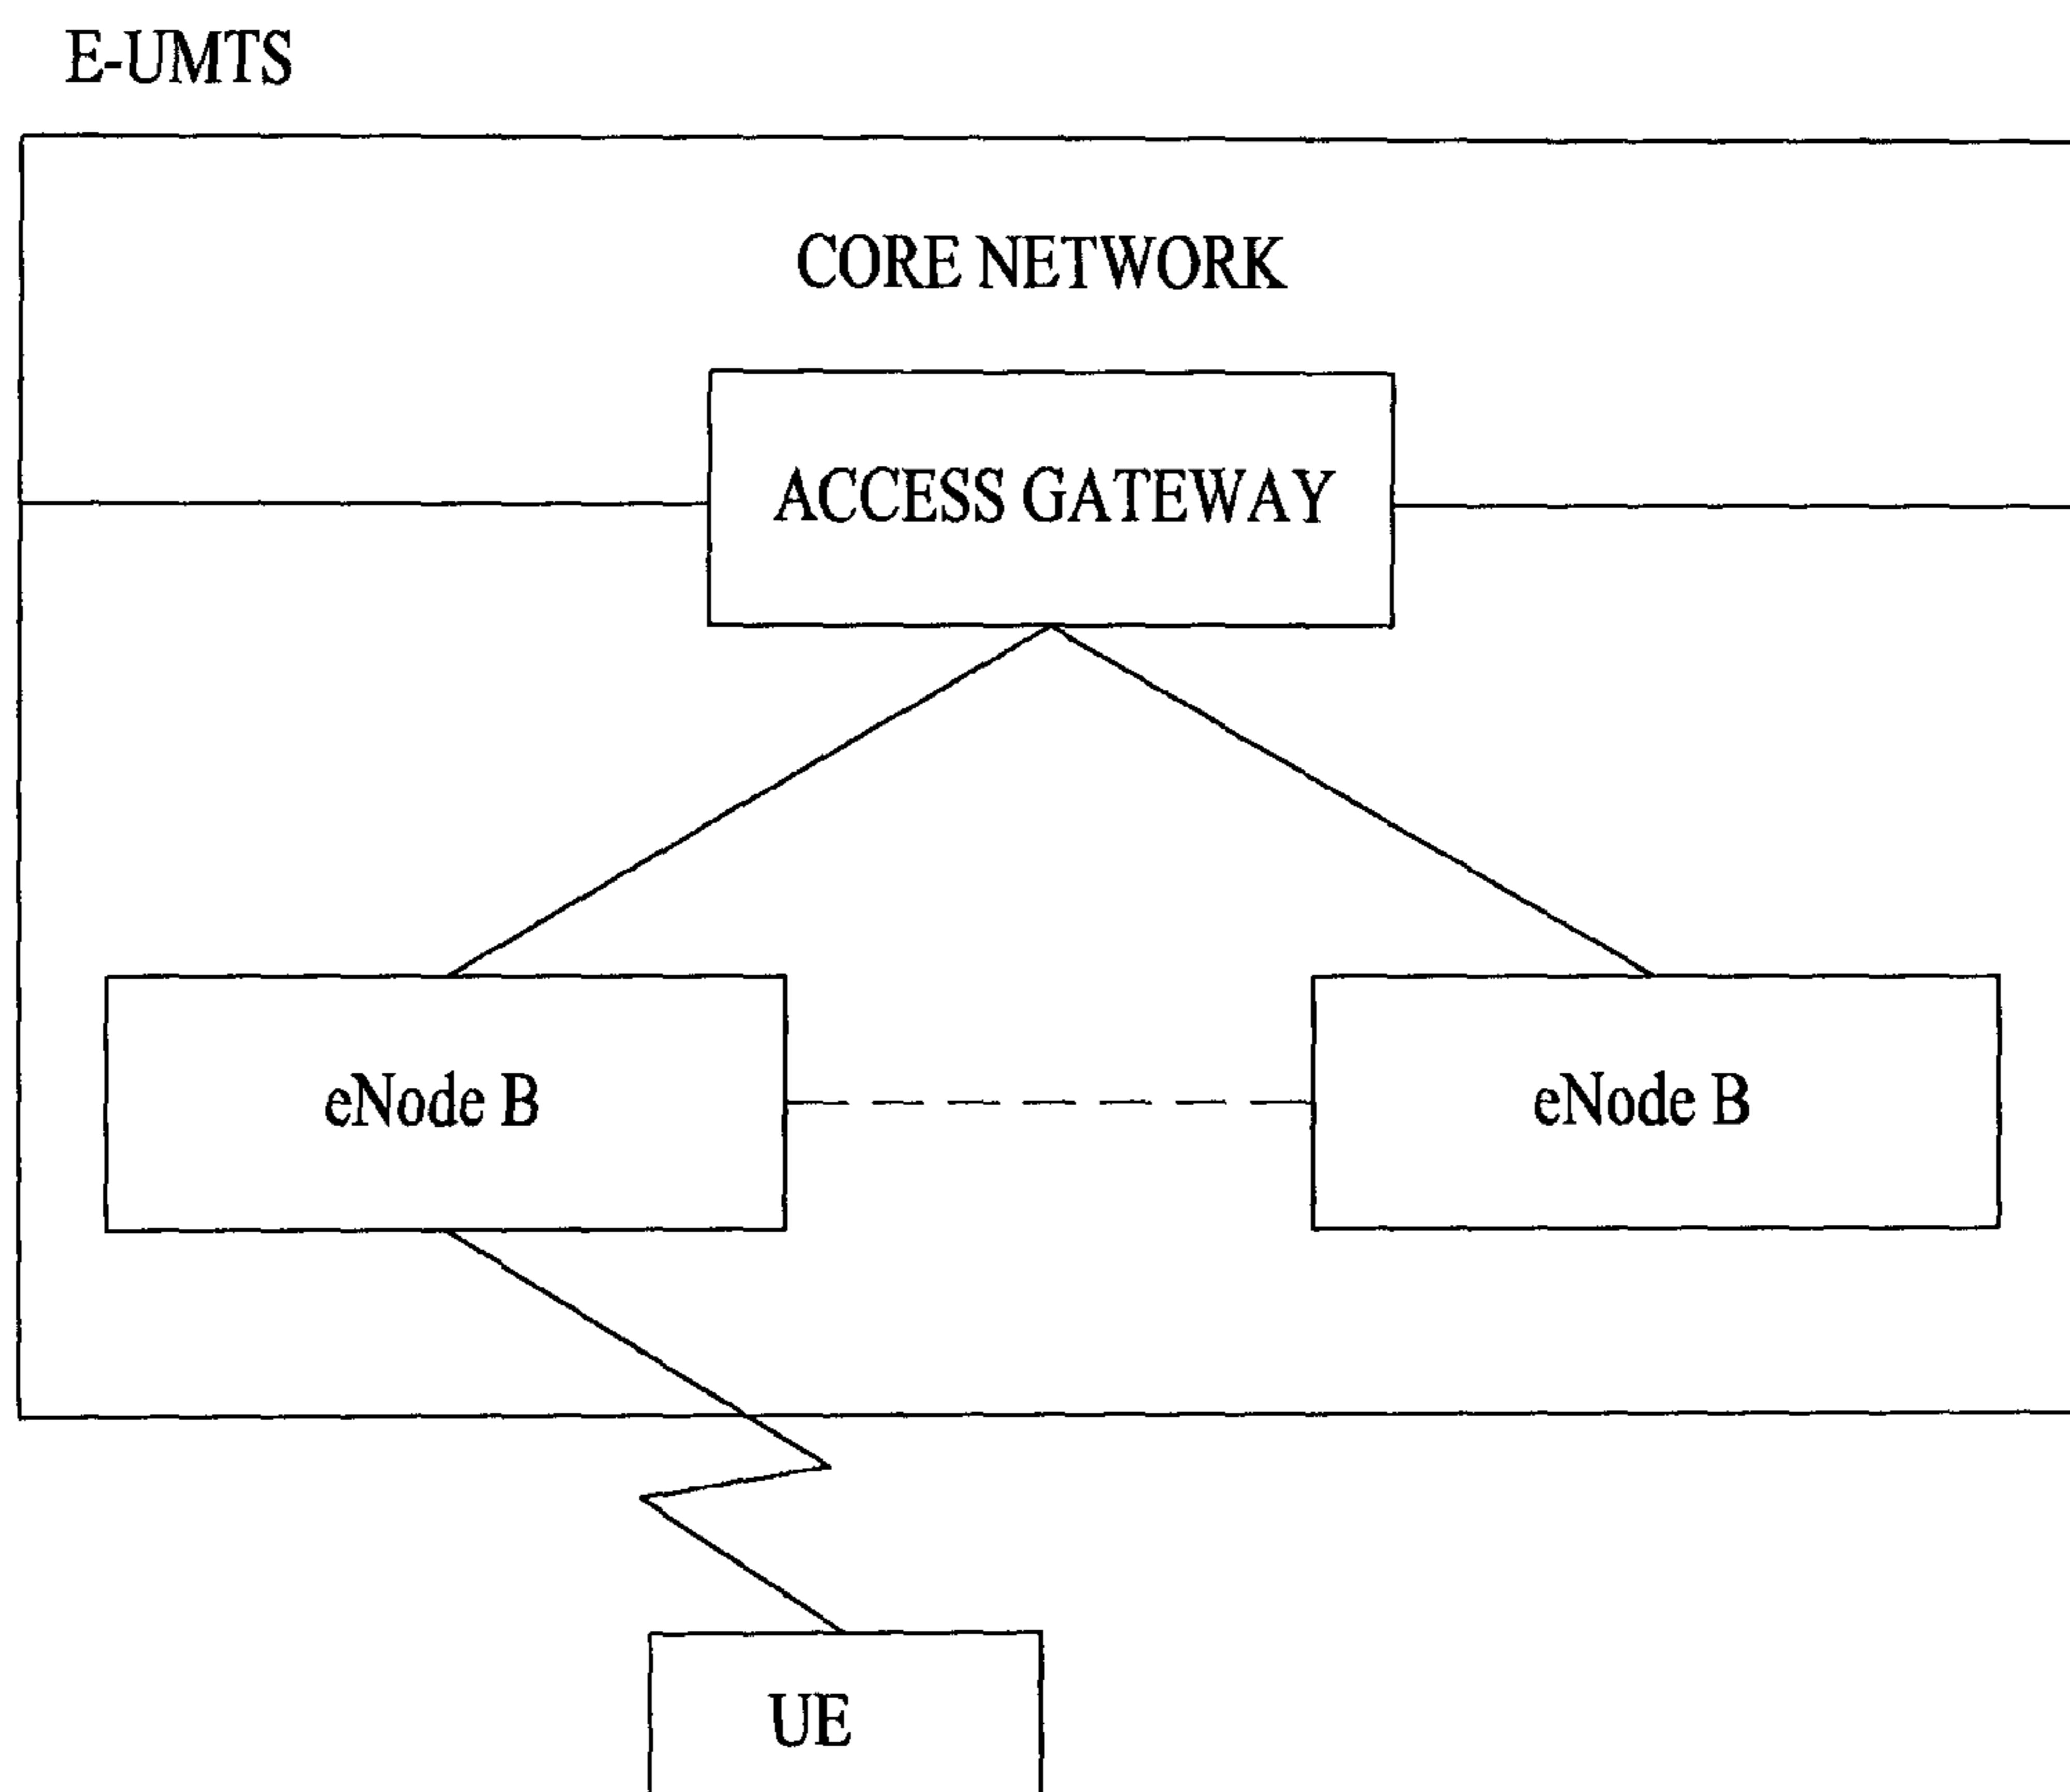 E-UMTS
CORE NETWORK
ACCESS GATEWAY
eNode B
eNode B
UE